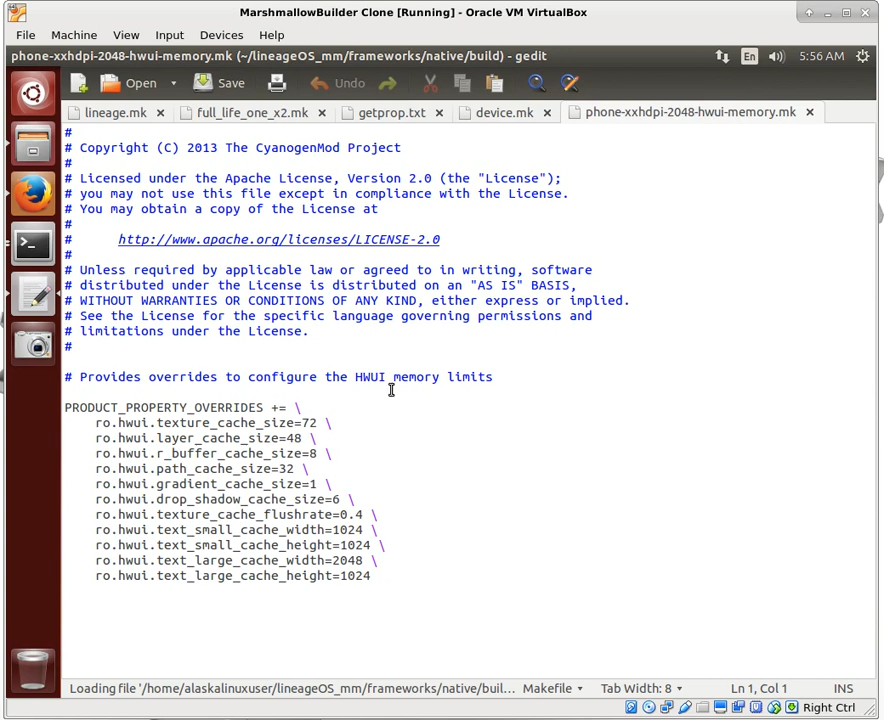 MarshmallowBuilder Clone [Running] - Oracle VM VirtualBox
File Machine View Input Devices Help
phone-xxhdpi-2048-hwui-memory.mk (~/lineageOS_mm/frameworks/native/build) - gedit En 5:56 AM
Open Save Undo
lineage.mk full_life_one_x2.mk getprop.txt device.mk phone-xxhdpi-2048-hwui-memory.mk
#
# Copyright (C) 2013 The CyanogenMod Project
#
# Licensed under the Apache License, Version 2.0 (the "License");
# you may not use this file except in compliance with the License.
# You may obtain a copy of the License at
#
#      http://www.apache.org/licenses/LICENSE-2.0
#
# Unless required by applicable law or agreed to in writing, software
# distributed under the License is distributed on an "AS IS" BASIS,
# WITHOUT WARRANTIES OR CONDITIONS OF ANY KIND, either express or implied.
# See the License for the specific language governing permissions and
# limitations under the License.
#
# Provides overrides to configure the HWUI memory limits
PRODUCT_PROPERTY_OVERRIDES += \
    ro.hwui.texture_cache_size=72 \
    ro.hwui.layer_cache_size=48 \
    ro.hwui.r_buffer_cache_size=8 \
    ro.hwui.path_cache_size=32 \
    ro.hwui.gradient_cache_size=1 \
    ro.hwui.drop_shadow_cache_size=6 \
    ro.hwui.texture_cache_flushrate=0.4 \
    ro.hwui.text_small_cache_width=1024 \
    ro.hwui.text_small_cache_height=1024 \
    ro.hwui.text_large_cache_width=2048 \
    ro.hwui.text_large_cache_height=1024
Loading file '/home/alaskalinuxuser/lineageOS_mm/frameworks/native/buil... Makefile Tab Width: 8 Ln 1, Col 1 INS
Right Ctrl